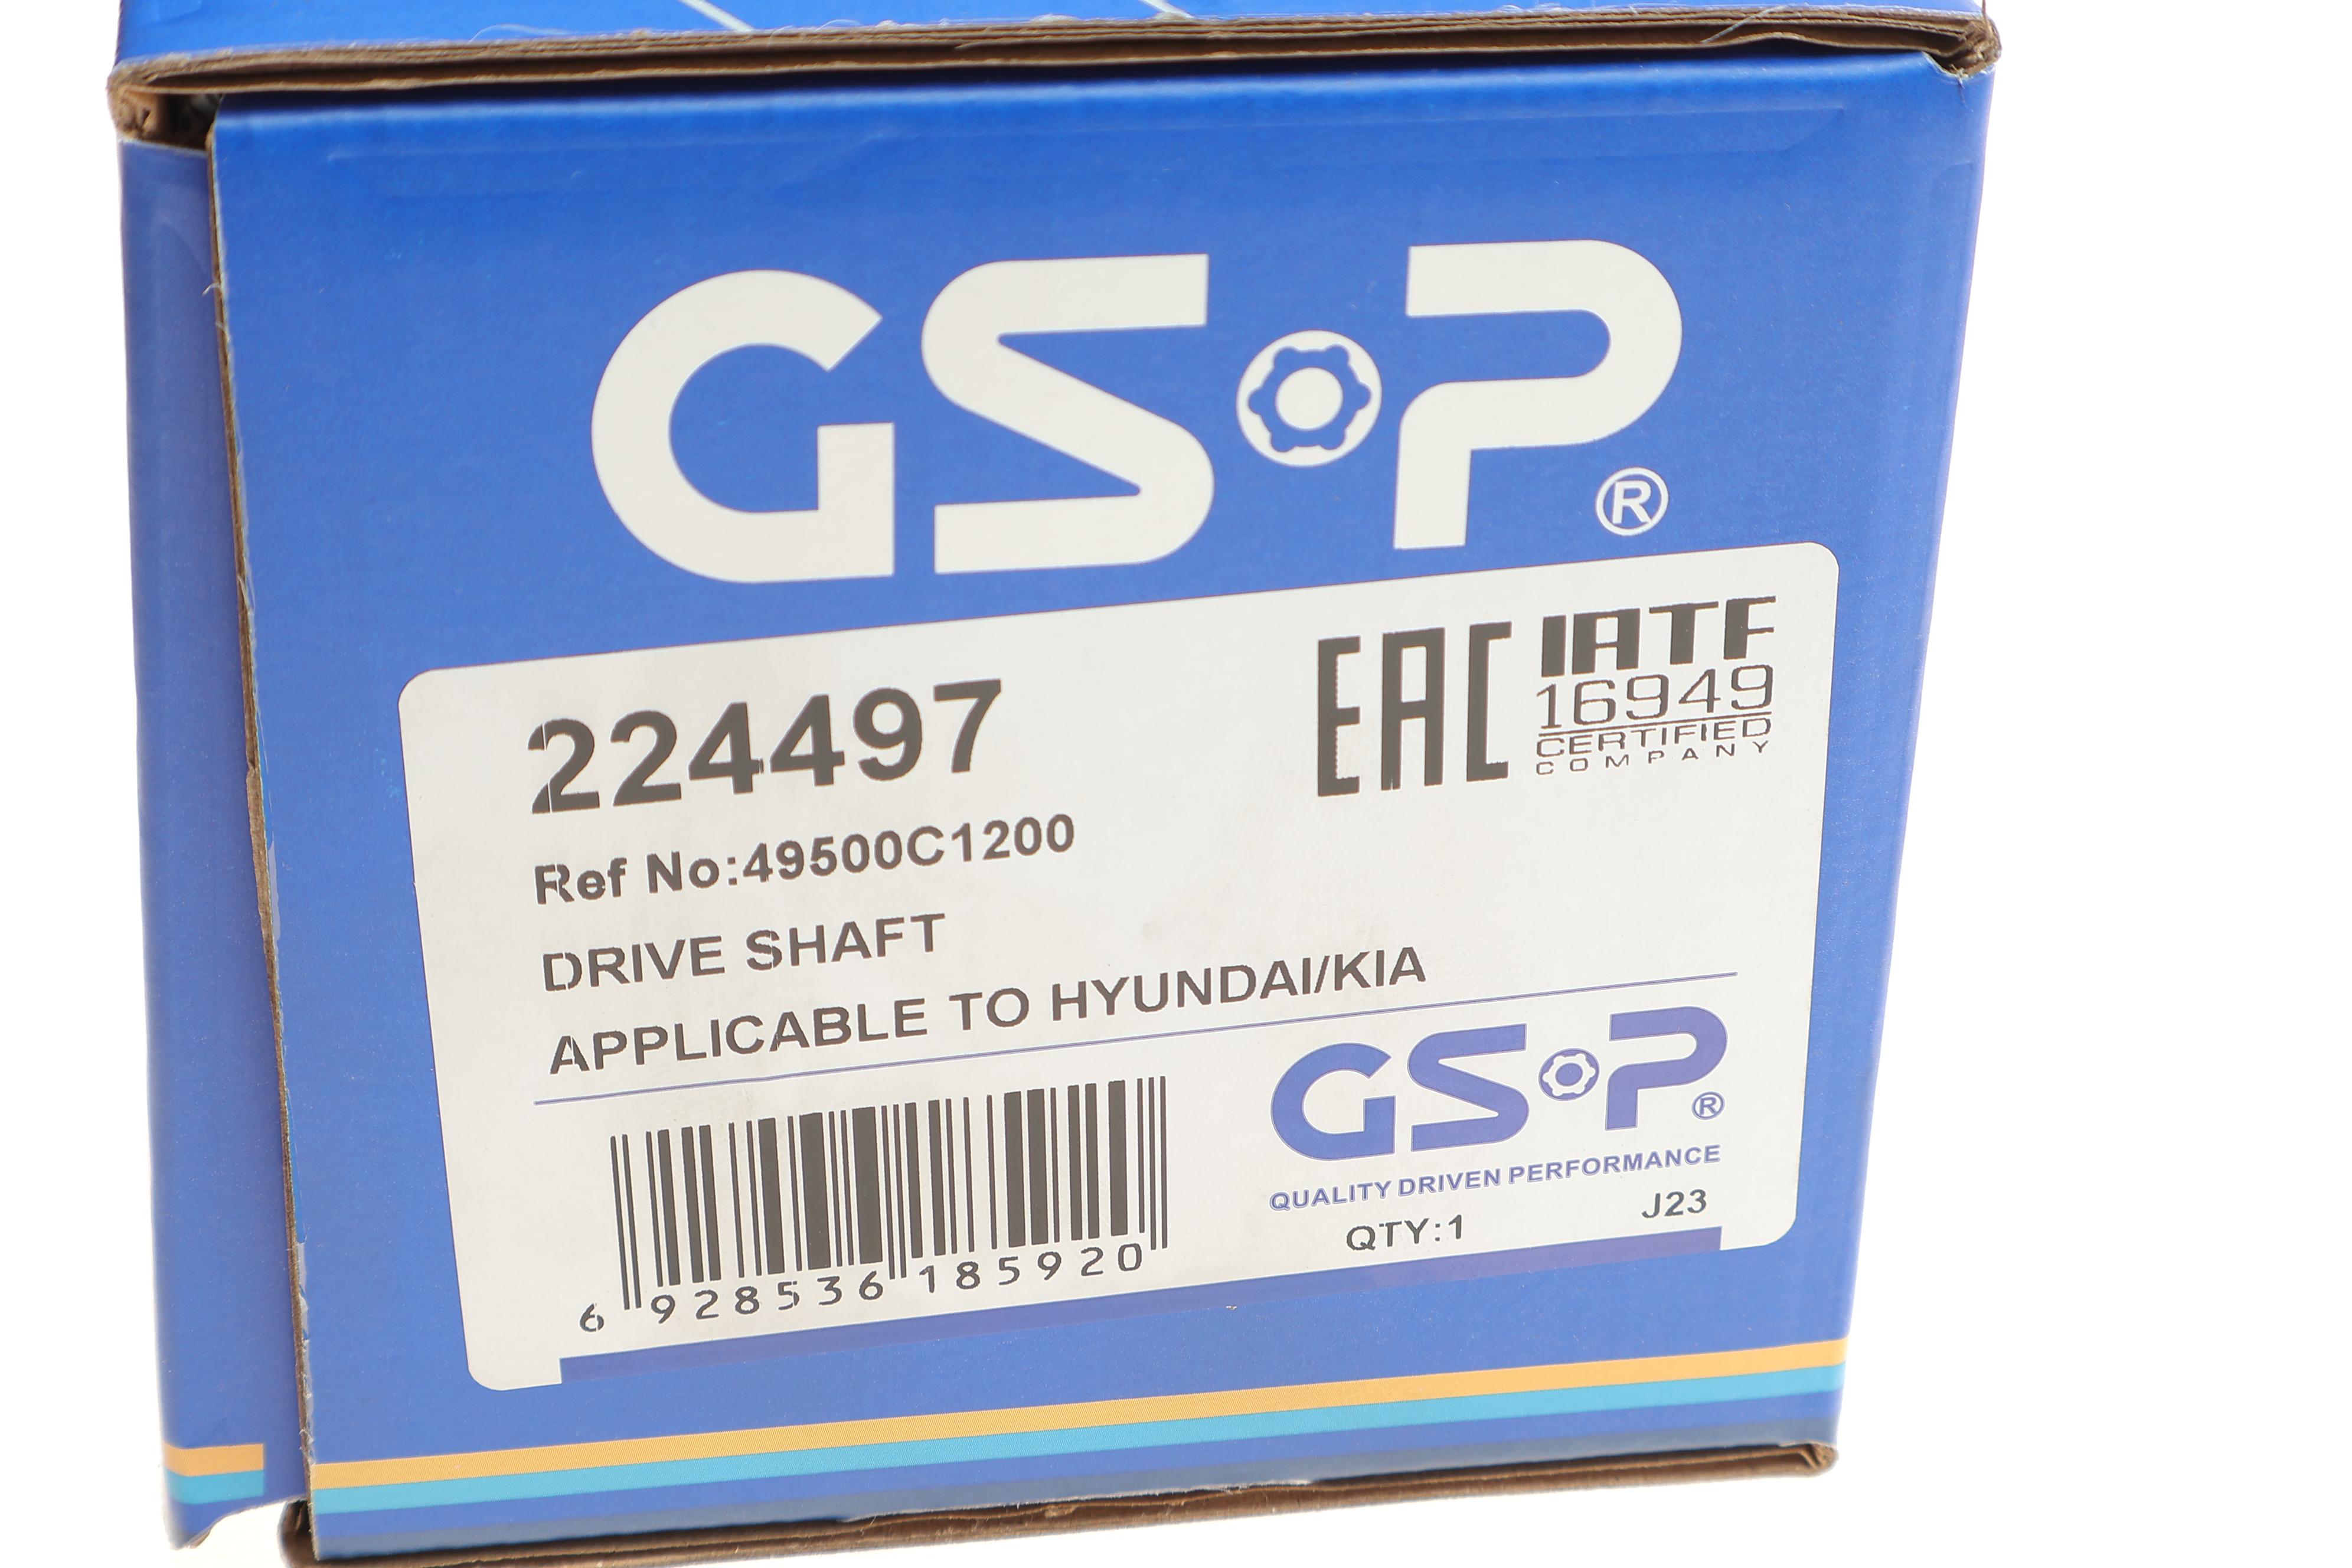 GSP®
224497
EAC
IATF
16949
CERTIFIED
COMPANY
Ref No:49500C1200
DRIVE SHAFT
APPLICABLE TO HYUNDAI/KIA
GSP®
QUALITY DRIVEN PERFORMANCE
QTY:1 J23
6 928536 185920